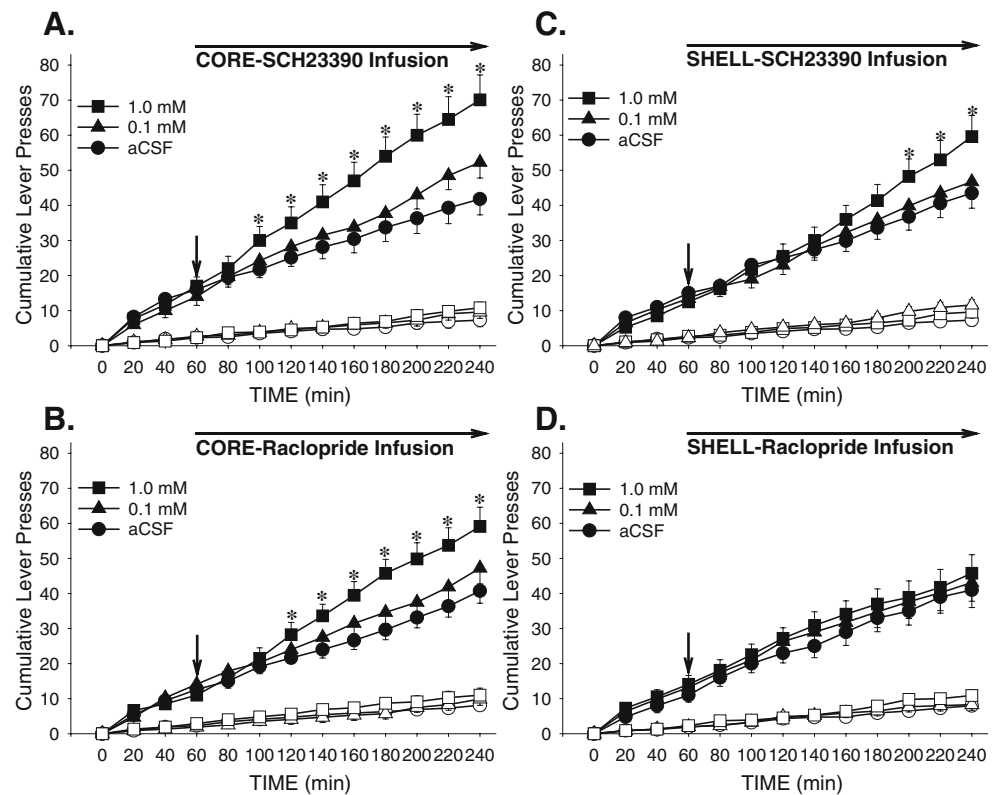 A.
CORE-SCH23390 Infusion
80
70
60
50
40
30
20
10
0
Cumulative Lever Presses
1.0 mM
0.1 mM
aCSF
* * * * * * * *
0 20 40 60 80 100 120 140 160 180 200 220 240
TIME (min)
C.
SHELL-SCH23390 Infusion
80
70
60
50
40
30
20
10
0
Cumulative Lever Presses
1.0 mM
0.1 mM
aCSF
* * *
0 20 40 60 80 100 120 140 160 180 200 220 240
TIME (min)
B.
CORE-Raclopride Infusion
80
70
60
50
40
30
20
10
0
Cumulative Lever Presses
1.0 mM
0.1 mM
aCSF
* * * * * * *
0 20 40 60 80 100 120 140 160 180 200 220 240
TIME (min)
D.
SHELL-Raclopride Infusion
80
70
60
50
40
30
20
10
0
Cumulative Lever Presses
1.0 mM
0.1 mM
aCSF
0 20 40 60 80 100 120 140 160 180 200 220 240
TIME (min)